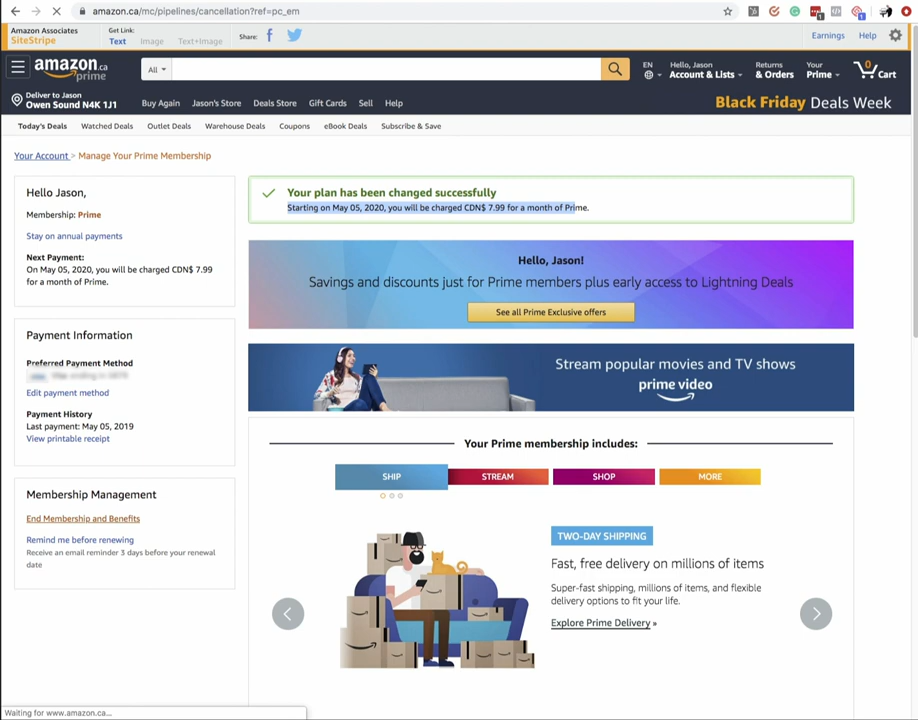 amazon.ca/mc/pipelines/cancellation?ref=pc_em
Amazon Associates
SiteStripe
Get Link:
Text Image Text+Image
Share:
Earnings Help
amazon.ca
prime
All
EN
Hello, Jason
Account & Lists
Returns
& Orders
Your
Prime
0
Cart
Deliver to Jason
Owen Sound N4K 1J1
Buy Again Jason's Store Deals Store Gift Cards Sell Help
Black Friday Deals Week
Today's Deals Watched Deals Outlet Deals Warehouse Deals Coupons eBook Deals Subscribe & Save
Your Account > Manage Your Prime Membership
Hello Jason,
Membership: Prime
Stay on annual payments
Next Payment:
On May 05, 2020, you will be charged CDN$ 7.99
for a month of Prime.
Payment Information
Preferred Payment Method
Edit payment method
Payment History
Last payment: May 05, 2019
View printable receipt
Membership Management
End Membership and Benefits
Remind me before renewing
Receive an email reminder 3 days before your renewal
date
Your plan has been changed successfully
Starting on May 05, 2020, you will be charged CDN$ 7.99 for a month of Prime.
Hello, Jason!
Savings and discounts just for Prime members plus early access to Lightning Deals
See all Prime Exclusive offers
Stream popular movies and TV shows
prime video
Your Prime membership includes:
SHIP STREAM SHOP MORE
TWO-DAY SHIPPING
Fast, free delivery on millions of items
Super-fast shipping, millions of items, and flexible
delivery options to fit your life.
Explore Prime Delivery »
Waiting for www.amazon.ca...